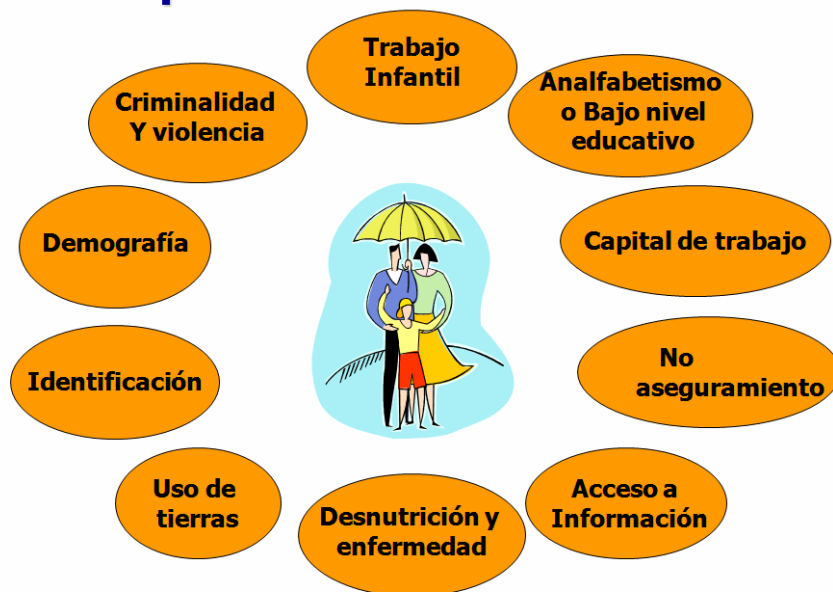 Trabajo
Infantil
Analfabetismo
o Bajo nivel
educativo
Capital de trabajo
No
aseguramiento
Acceso a
Información
Desnutrición y
enfermedad
Uso de
tierras
Identificación
Demografía
Criminalidad
Y violencia